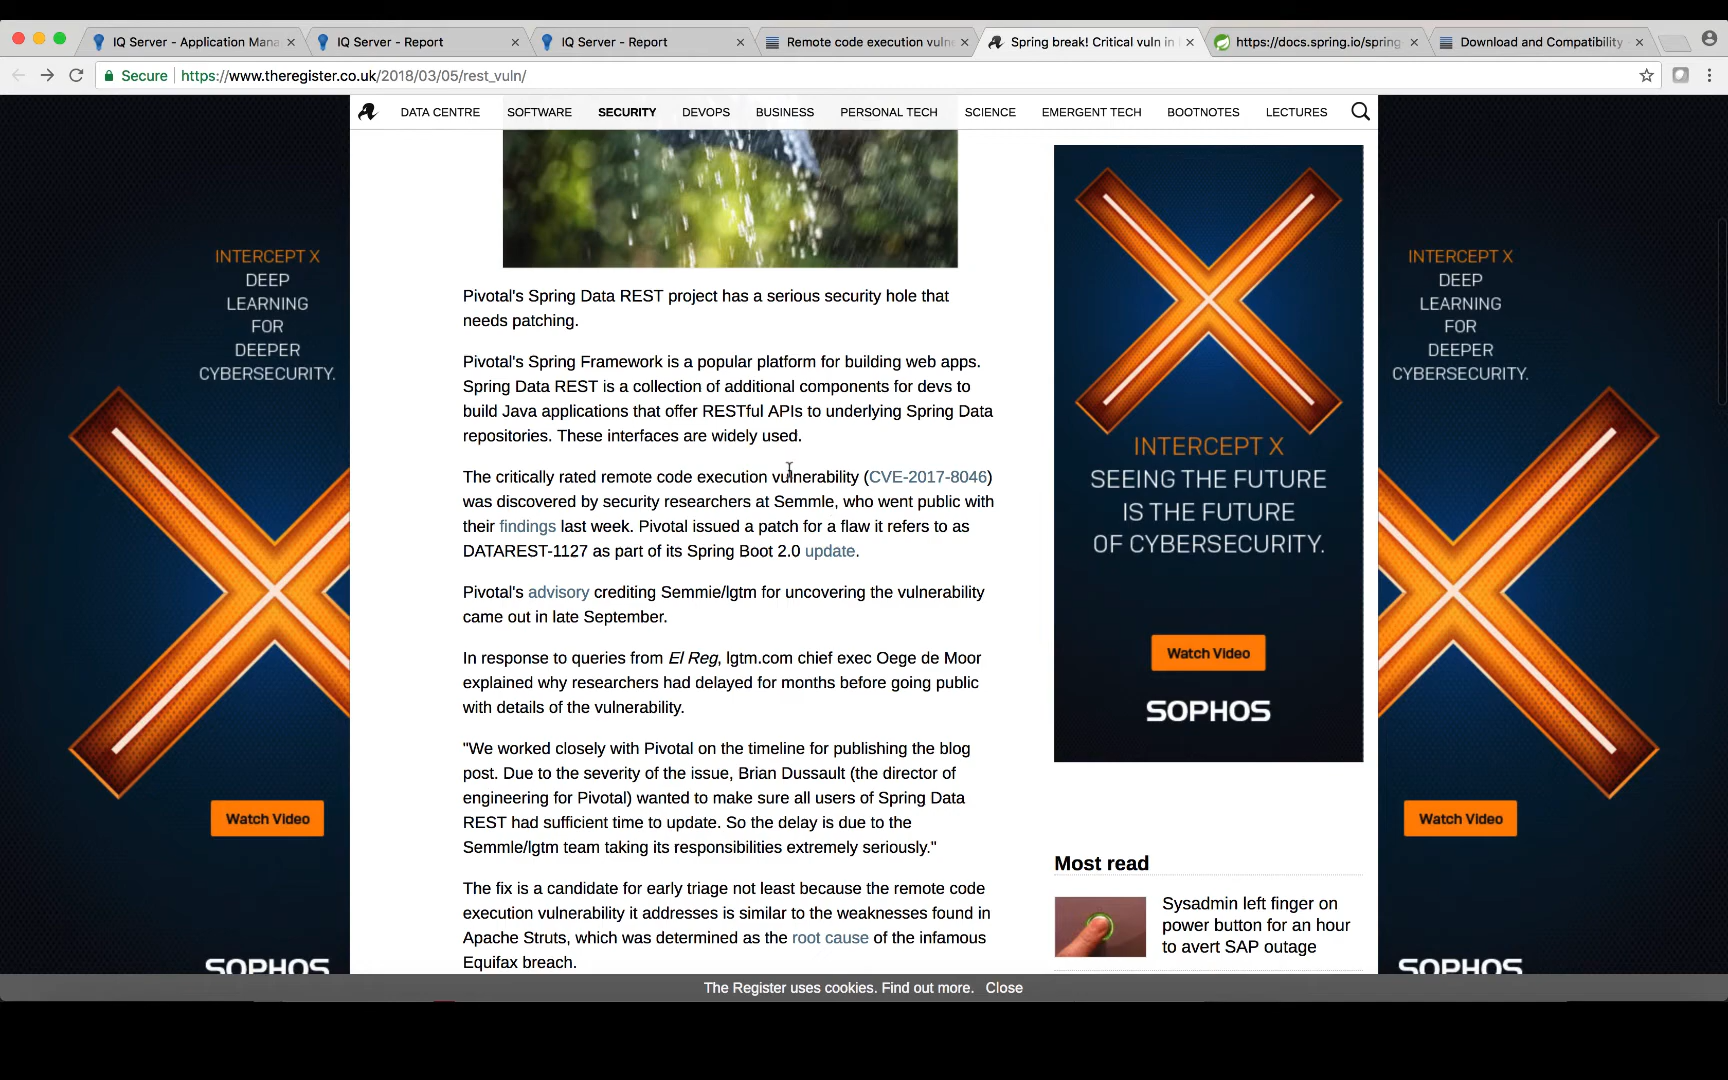 IQ Server - Application Mana
IQ Server - Report
IQ Server - Report
Remote code execution vulne
Spring break! Critical vuln in
https://docs.spring.io/spring
Download and Compatibility
Secure
https://www.theregister.co.uk/2018/03/05/rest_vuln/
DATA CENTRE
SOFTWARE
SECURITY
DEVOPS
BUSINESS
PERSONAL TECH
SCIENCE
EMERGENT TECH
BOOTNOTES
LECTURES
INTERCEPT X
DEEP
LEARNING
FOR
DEEPER
CYBERSECURITY.
Watch Video
SOPHOS
Pivotal's Spring Data REST project has a serious security hole that
needs patching.
Pivotal's Spring Framework is a popular platform for building web apps.
Spring Data REST is a collection of additional components for devs to
build Java applications that offer RESTful APIs to underlying Spring Data
repositories. These interfaces are widely used.
The critically rated remote code execution vulnerability (CVE-2017-8046)
was discovered by security researchers at Semmle, who went public with
their findings last week. Pivotal issued a patch for a flaw it refers to as
DATAREST-1127 as part of its Spring Boot 2.0 update.
Pivotal's advisory crediting Semmie/lgtm for uncovering the vulnerability
came out in late September.
In response to queries from El Reg, lgtm.com chief exec Oege de Moor
explained why researchers had delayed for months before going public
with details of the vulnerability.
"We worked closely with Pivotal on the timeline for publishing the blog
post. Due to the severity of the issue, Brian Dussault (the director of
engineering for Pivotal) wanted to make sure all users of Spring Data
REST had sufficient time to update. So the delay is due to the
Semmle/lgtm team taking its responsibilities extremely seriously."
The fix is a candidate for early triage not least because the remote code
execution vulnerability it addresses is similar to the weaknesses found in
Apache Struts, which was determined as the root cause of the infamous
Equifax breach.
INTERCEPT X
SEEING THE FUTURE
IS THE FUTURE
OF CYBERSECURITY.
Watch Video
SOPHOS
Most read
Sysadmin left finger on
power button for an hour
to avert SAP outage
INTERCEPT X
DEEP
LEARNING
FOR
DEEPER
CYBERSECURITY.
Watch Video
SOPHOS
The Register uses cookies. Find out more. Close